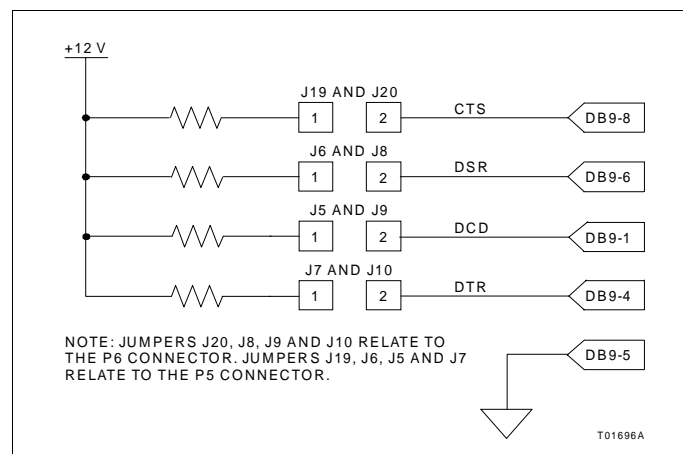 +12 V
J19 AND J20
1 2 CTS DB9-8
J6 AND J8
1 2 DSR DB9-6
J5 AND J9
1 2 DCD DB9-1
J7 AND J10
1 2 DTR DB9-4
NOTE: JUMPERS J20, J8, J9 AND J10 RELATE TO
THE P6 CONNECTOR. JUMPERS J19, J6, J5 AND J7
RELATE TO THE P5 CONNECTOR.
DB9-5
T01696A